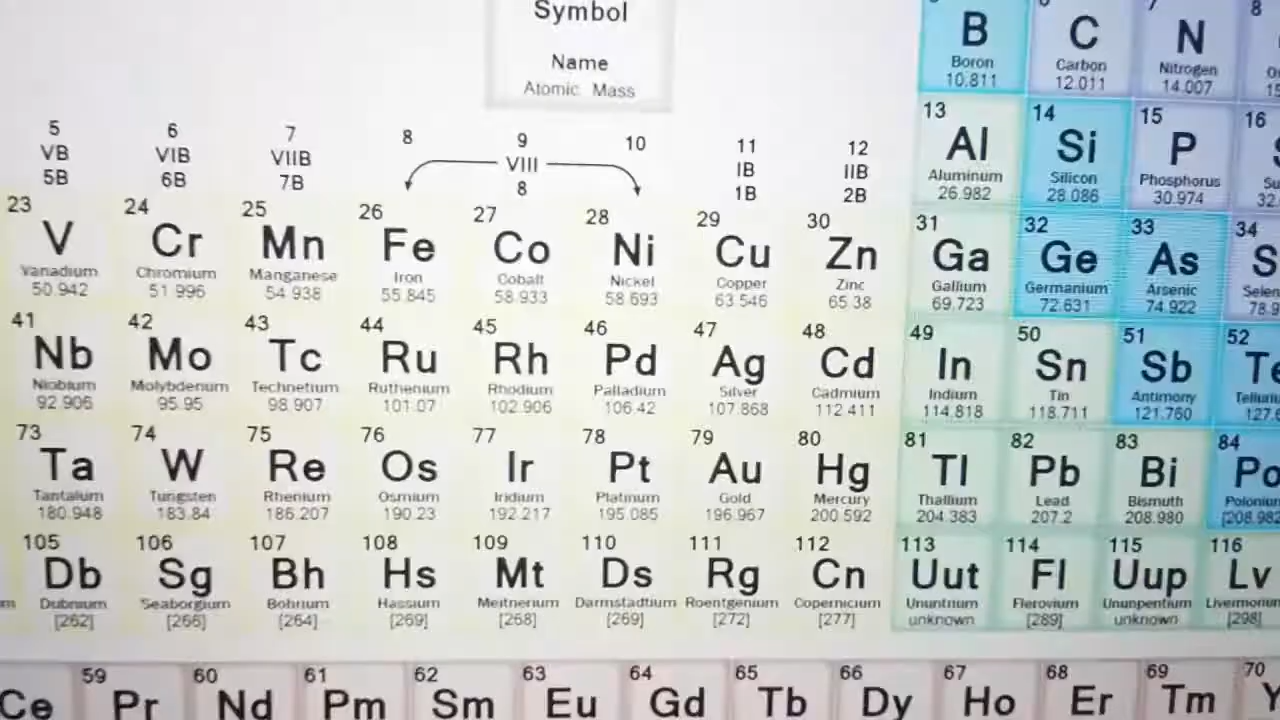 Symbol
Name
Atomic Mass
5 6 7 8 9 10 11 12
VB VIB VIIB VIII IB IIB
5B 6B 7B 8 1B 2B
7 8
B C N
Boron Carbon Nitrogen
10.811 12.011 14.007
13 14 15 16
Al Si P
Aluminum Silicon Phosphorus
26.982 28.086 30.974
23 24 25 26 27 28 29 30 31 32 33 34
V Cr Mn Fe Co Ni Cu Zn Ga Ge As
Vanadium Chromium Manganese Iron Cobalt Nickel Copper Zinc Gallium Germanium Arsenic
50.942 51.996 54.938 55.845 58.933 58.693 63.546 65.38 69.723 72.631 74.922
41 42 43 44 45 46 47 48 49 50 51 52
Nb Mo Tc Ru Rh Pd Ag Cd In Sn Sb Te
Niobium Molybdenum Technetium Ruthenium Rhodium Palladium Silver Cadmium Indium Tin Antimony
92.906 95.95 98.907 101.07 102.906 106.42 107.868 112.411 114.818 118.711 121.760
73 74 75 76 77 78 79 80 81 82 83 84
Ta W Re Os Ir Pt Au Hg Tl Pb Bi Po
Tantalum Tungsten Rhenium Osmium Iridium Platinum Gold Mercury Thallium Lead Bismuth Polonium
180.948 183.84 186.207 190.23 192.217 195.085 196.967 200.592 204.383 207.2 208.980 [208.982
105 106 107 108 109 110 111 112 113 114 115 116
Db Sg Bh Hs Mt Ds Rg Cn Uut Fl Uup Lv
Dubnium Seaborgium Bohrium Hassium Meitnerium Darmstadtium Roentgenium Copernicium Ununtrium Flerovium Ununpentium Livermorium
[262] [266] [264] [269] [268] [269] [272] [277] unknown [289] unknown [298]
59 60 61 62 63 64 65 66 67 68 69 70
Ce Pr Nd Pm Sm Eu Gd Tb Dy Ho Er Tm